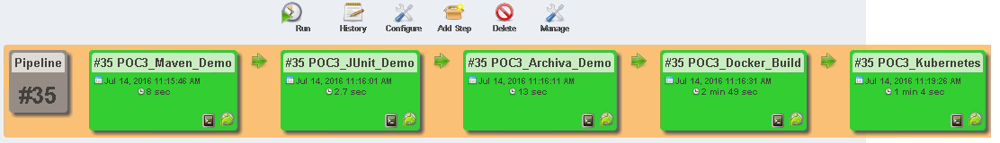 Run
History
Configure
Add Step
Delete
Manage
Pipeline
#35
#35 POC3_Maven_Demo
Jul 14, 2016 11:15:46 AM
8 sec
#35 POC3_JUnit_Demo
Jul 14, 2016 11:16:01 AM
2.7 sec
#35 POC3_Archiva_Demo
Jul 14, 2016 11:16:11 AM
13 sec
#35 POC3_Docker_Build
Jul 14, 2016 11:16:31 AM
2 min 49 sec
#35 POC3_Kubernetes
Jul 14, 2016 11:19:26 AM
1 min 4 sec